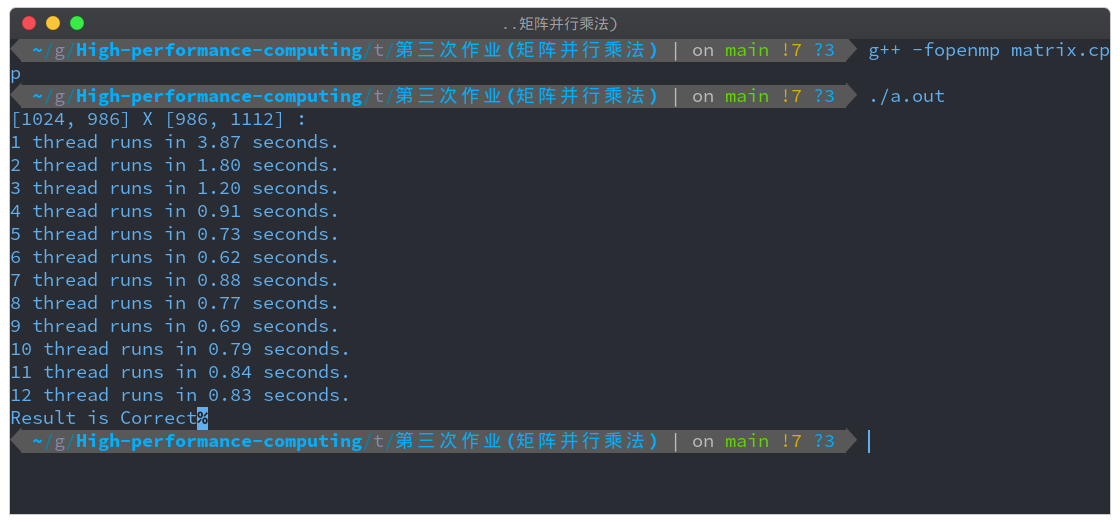 ..矩阵并行乘法)
~/g/High-performance-computing/t/第三次作业(矩阵并行乘法) | on main !7 ?3 g++ -fopenmp matrix.cp
p
~/g/High-performance-computing/t/第三次作业(矩阵并行乘法) | on main !7 ?3 ./a.out
[1024, 986] X [986, 1112] :
1 thread runs in 3.87 seconds.
2 thread runs in 1.80 seconds.
3 thread runs in 1.20 seconds.
4 thread runs in 0.91 seconds.
5 thread runs in 0.73 seconds.
6 thread runs in 0.62 seconds.
7 thread runs in 0.88 seconds.
8 thread runs in 0.77 seconds.
9 thread runs in 0.69 seconds.
10 thread runs in 0.79 seconds.
11 thread runs in 0.84 seconds.
12 thread runs in 0.83 seconds.
Result is Correct%
~/g/High-performance-computing/t/第三次作业(矩阵并行乘法) | on main !7 ?3